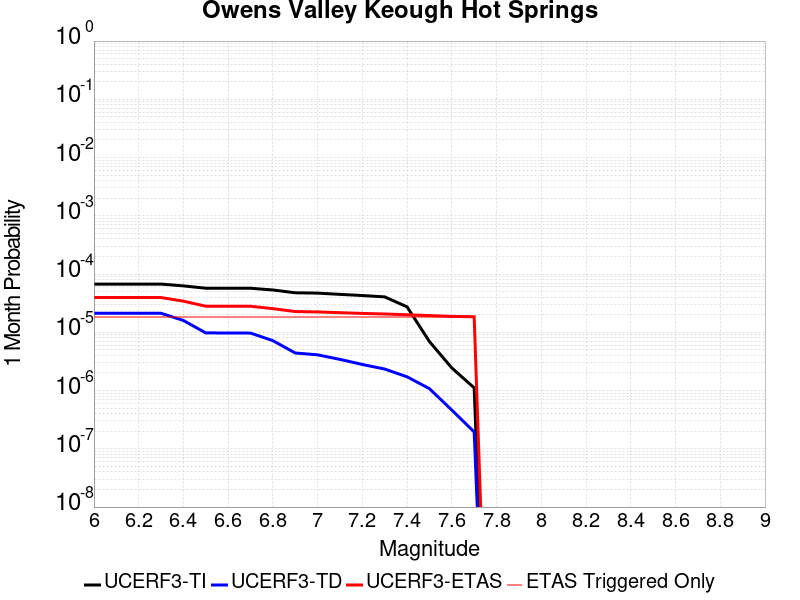 Owens Valley Keough Hot Springs
10 0
10 -1
10 -2
10 -3
10 -4
10 -5
10 -6
10 -7
10 -8
1 Month Probability
6 6.2 6.4 6.6 6.8 7 7.2 7.4 7.6 7.8 8 8.2 8.4 8.6 8.8 9
Magnitude
UCERF3-TI UCERF3-TD UCERF3-ETAS ETAS Triggered Only